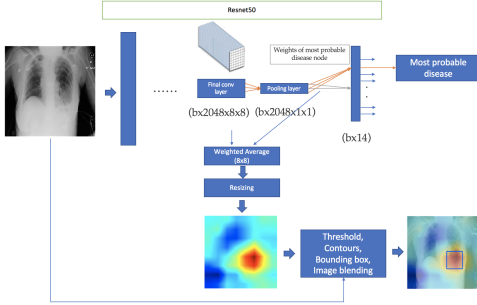 Resnet50
Weights of most probable
disease node
Most probable
disease
......
Final conv
layer
Pooling layer
(bx2048x8x8)
(bx2048x1x1)
(bx14)
Weighted Average
(8x8)
Resizing
Threshold,
Contours,
Bounding box,
Image blending